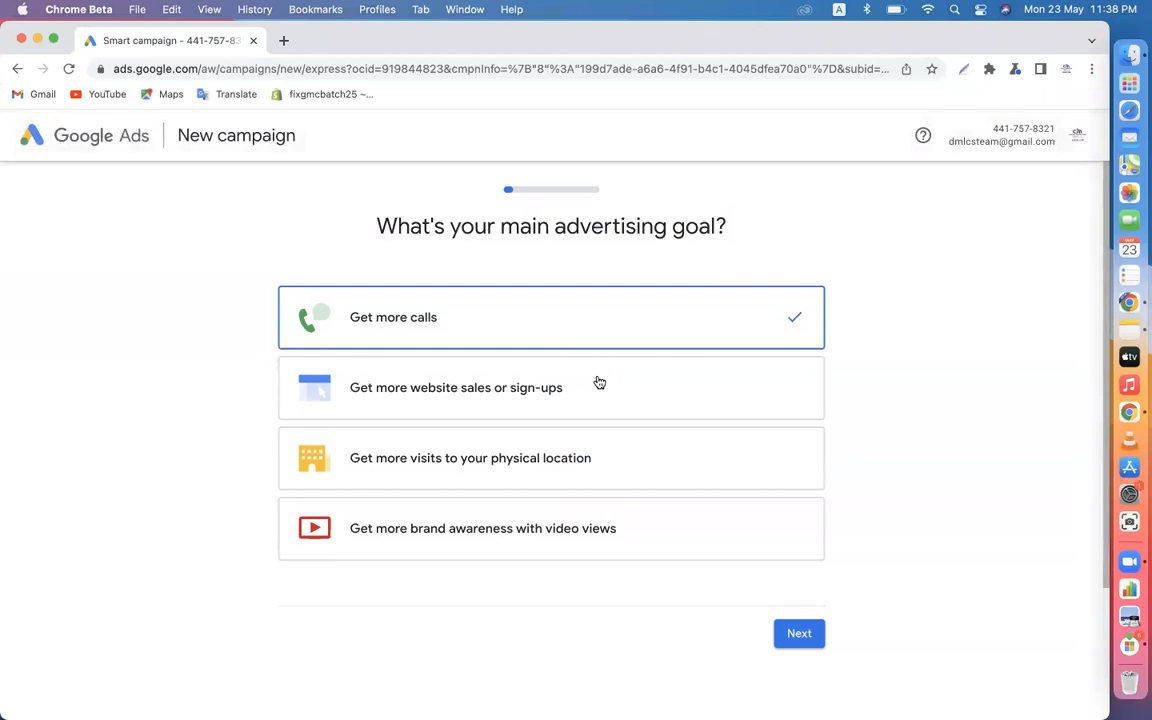 Chrome Beta File Edit View History Bookmarks Profiles Tab Window Help A Mon 23 May 11:38 PM
Smart campaign - 441-757-83
ads.google.com/aw/campaigns/new/express?ocid=919844823&cmpnInfo=%7B"8"%3A"199d7ade-a6a6-4f91-b4c1-4045dfea70a0"%7D&subid=...
Gmail YouTube Maps Translate fixgmcbatch25 ~...
Google Ads New campaign
441-757-8321
dmlcsteam@gmail.com
What's your main advertising goal?
Get more calls
Get more website sales or sign-ups
Get more visits to your physical location
Get more brand awareness with video views
Next
23
tv